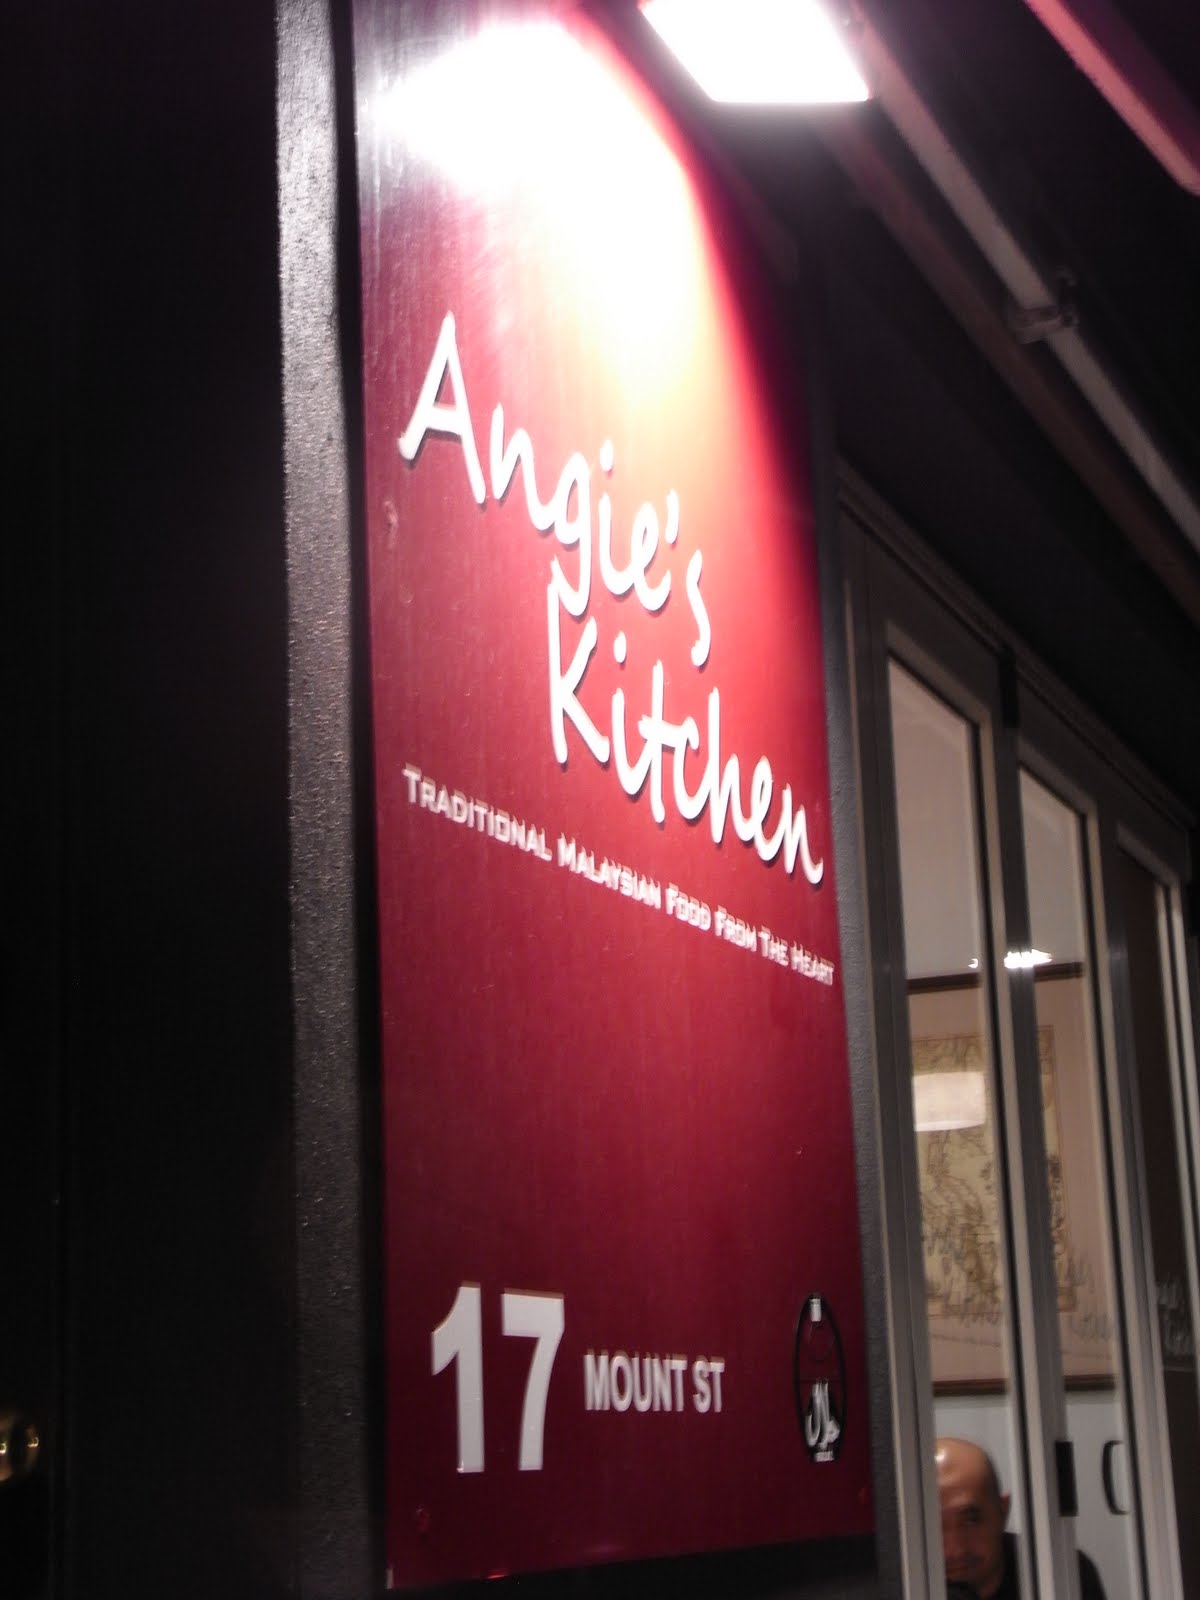 Angie's
Kitchen
TRADITIONAL MALAYSIAN FOOD FROM THE HEART
17 MOUNT ST